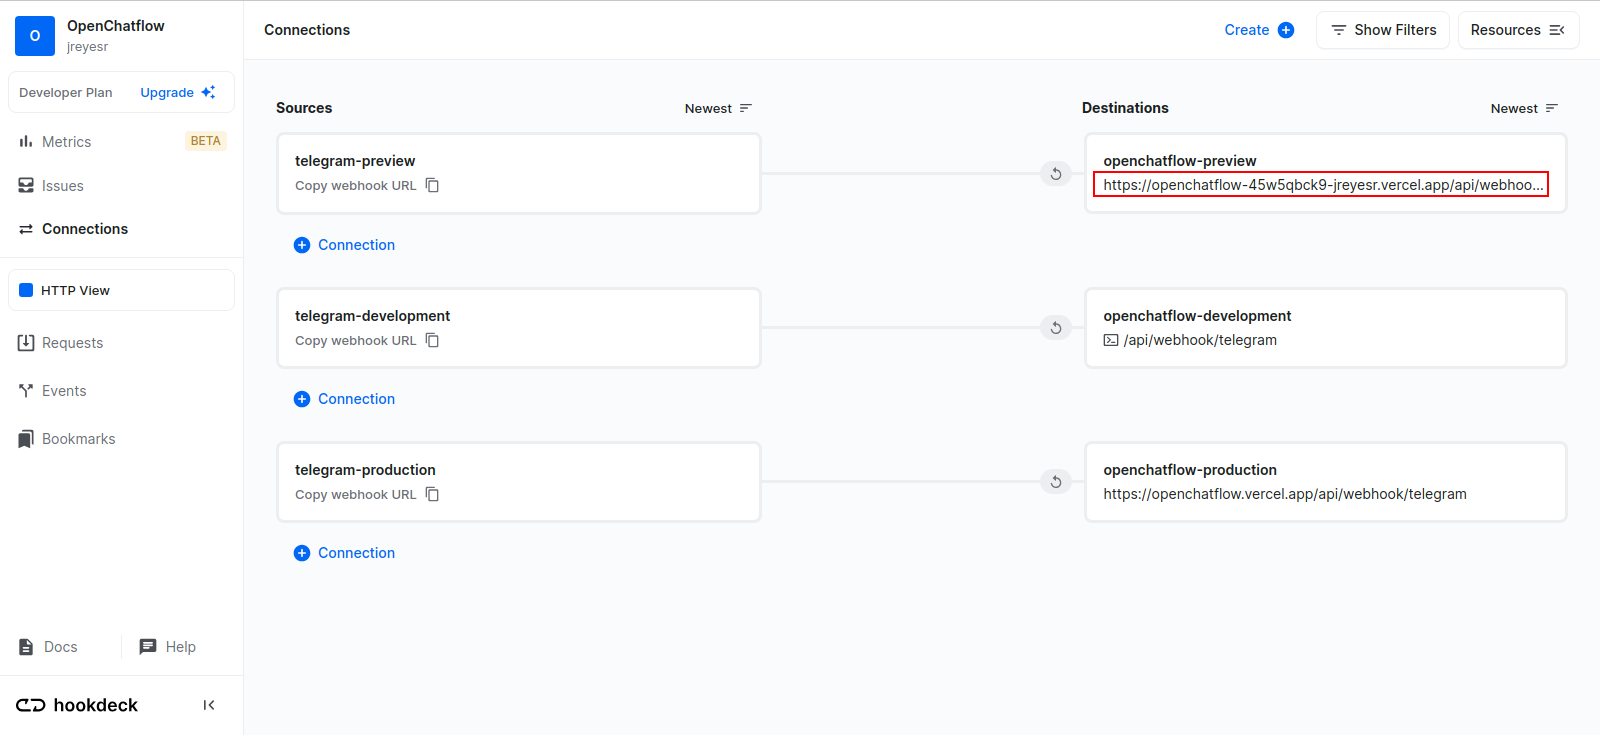 O
OpenChatflow
jreyesr
Developer Plan
Upgrade
Metrics
BETA
Issues
Connections
HTTP View
Requests
Events
Bookmarks
Docs
Help
hookdeck
Connections
Create
Show Filters
Resources
Sources
Newest
Destinations
Newest
telegram-preview
Copy webhook URL
openchatflow-preview
https://openchatflow-45w5qbck9-jreyesr.vercel.app/api/webhoo...
Connection
telegram-development
Copy webhook URL
openchatflow-development
/api/webhook/telegram
Connection
telegram-production
Copy webhook URL
openchatflow-production
https://openchatflow.vercel.app/api/webhook/telegram
Connection